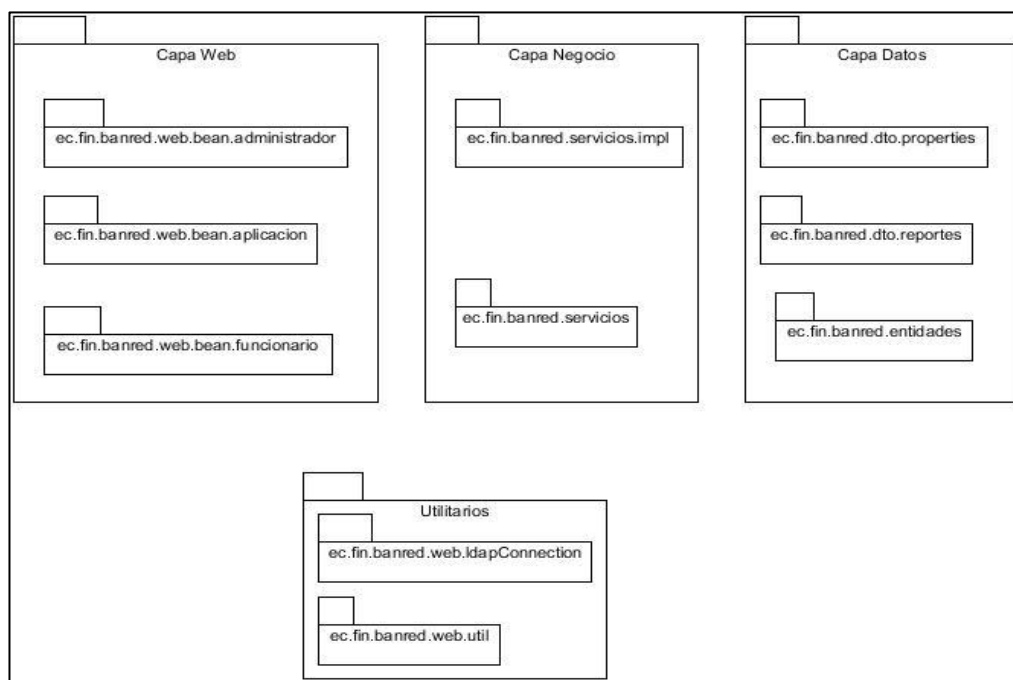 Capa Web
ec.fin.banred.web.bean.administrador
ec.fin.banred.web.bean.aplicacion
ec.fin.banred.web.bean.funcionario
Capa Negocio
ec.fin.banred.servicios.impl
ec.fin.banred.servicios
Capa Datos
ec.fin.banred.dto.properties
ec.fin.banred.dto.reportes
ec.fin.banred.entidades
Utilitarios
ec.fin.banred.web.ldapConnection
ec.fin.banred.web.util